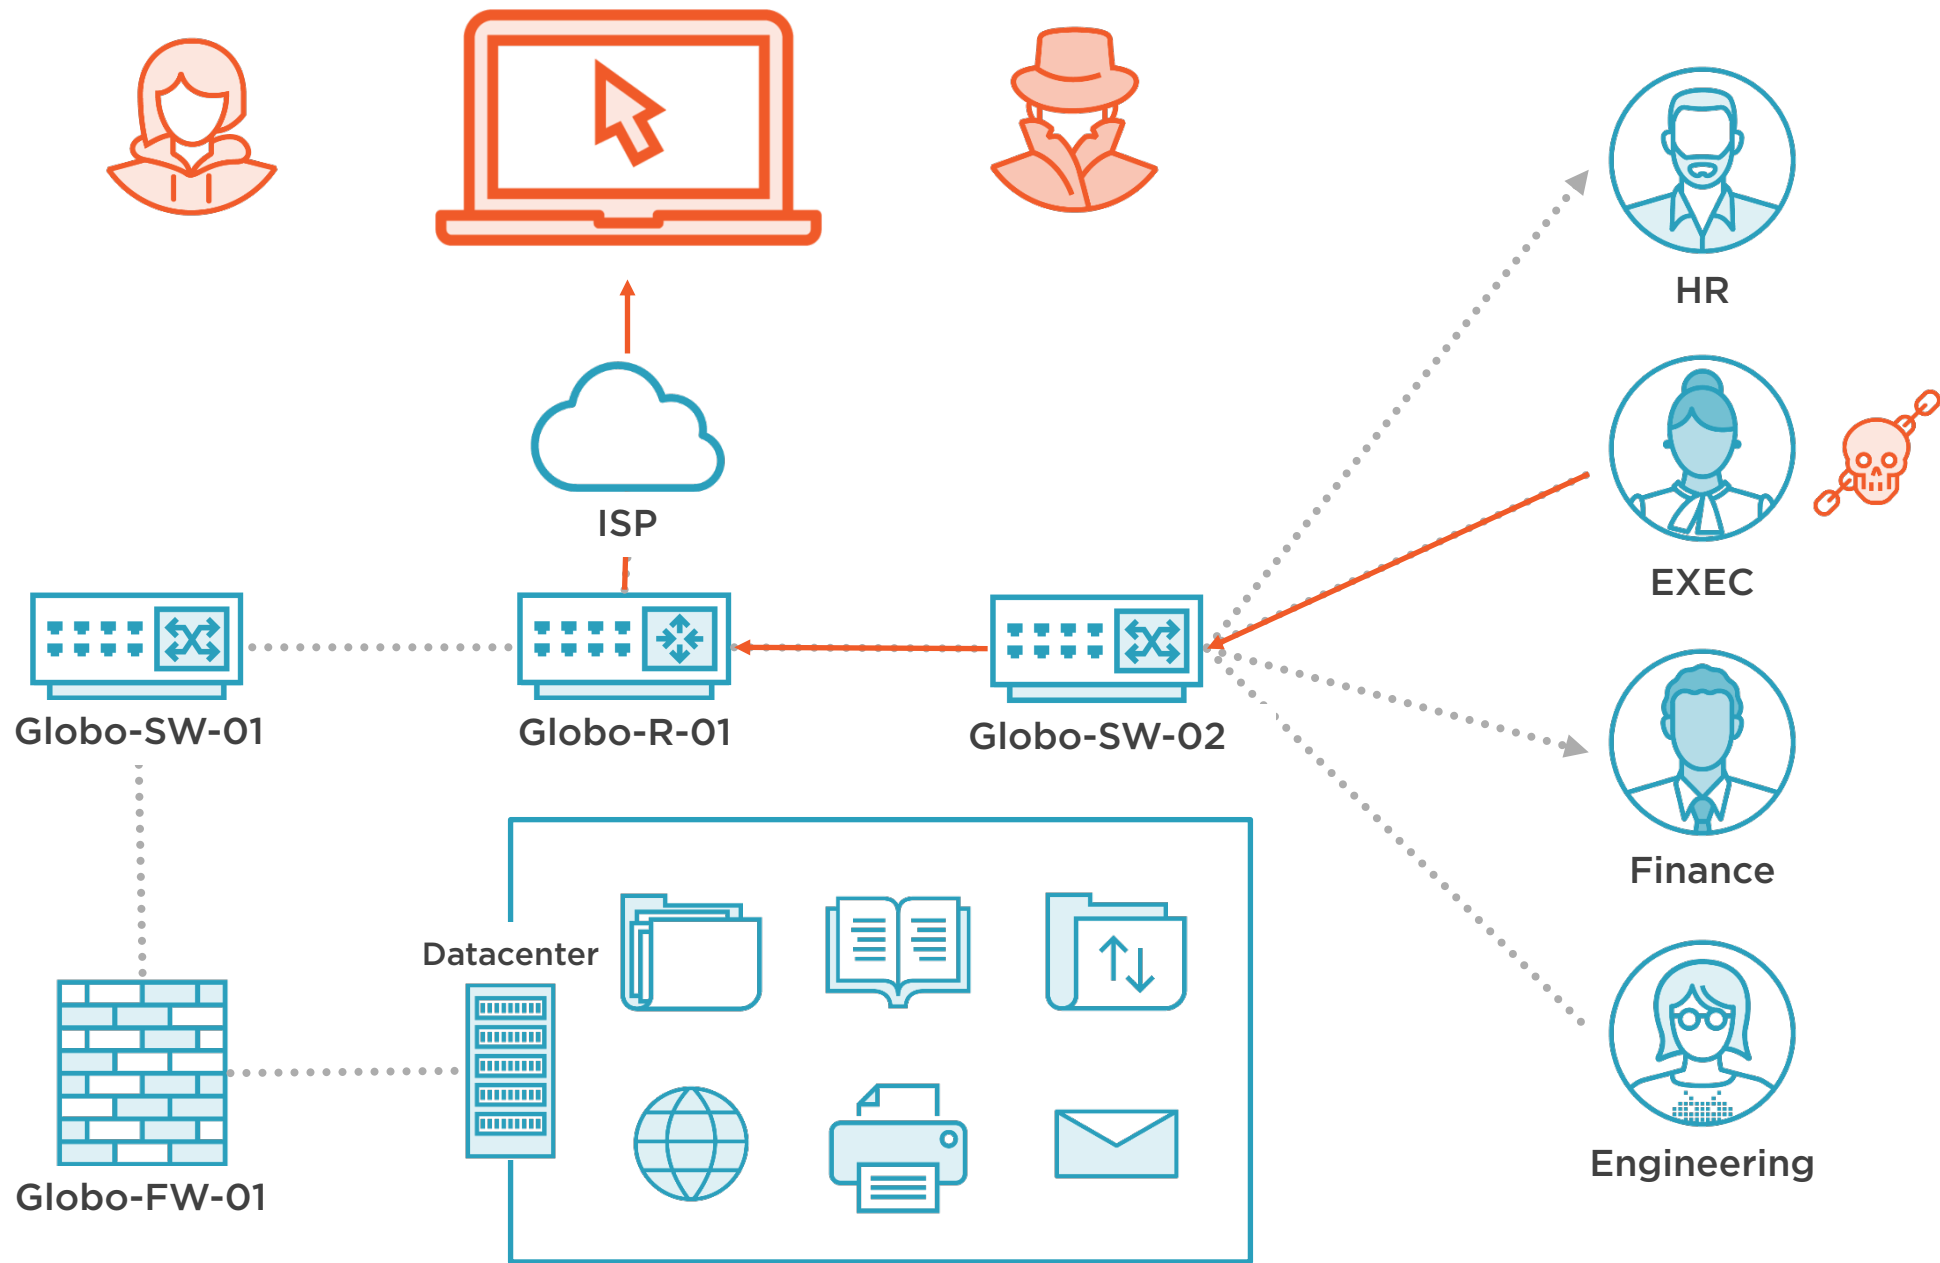 HR
ISP
EXEC
Globo-SW-01
Globo-R-01
Globo-SW-02
Finance
Datacenter
Engineering
Globo-FW-01